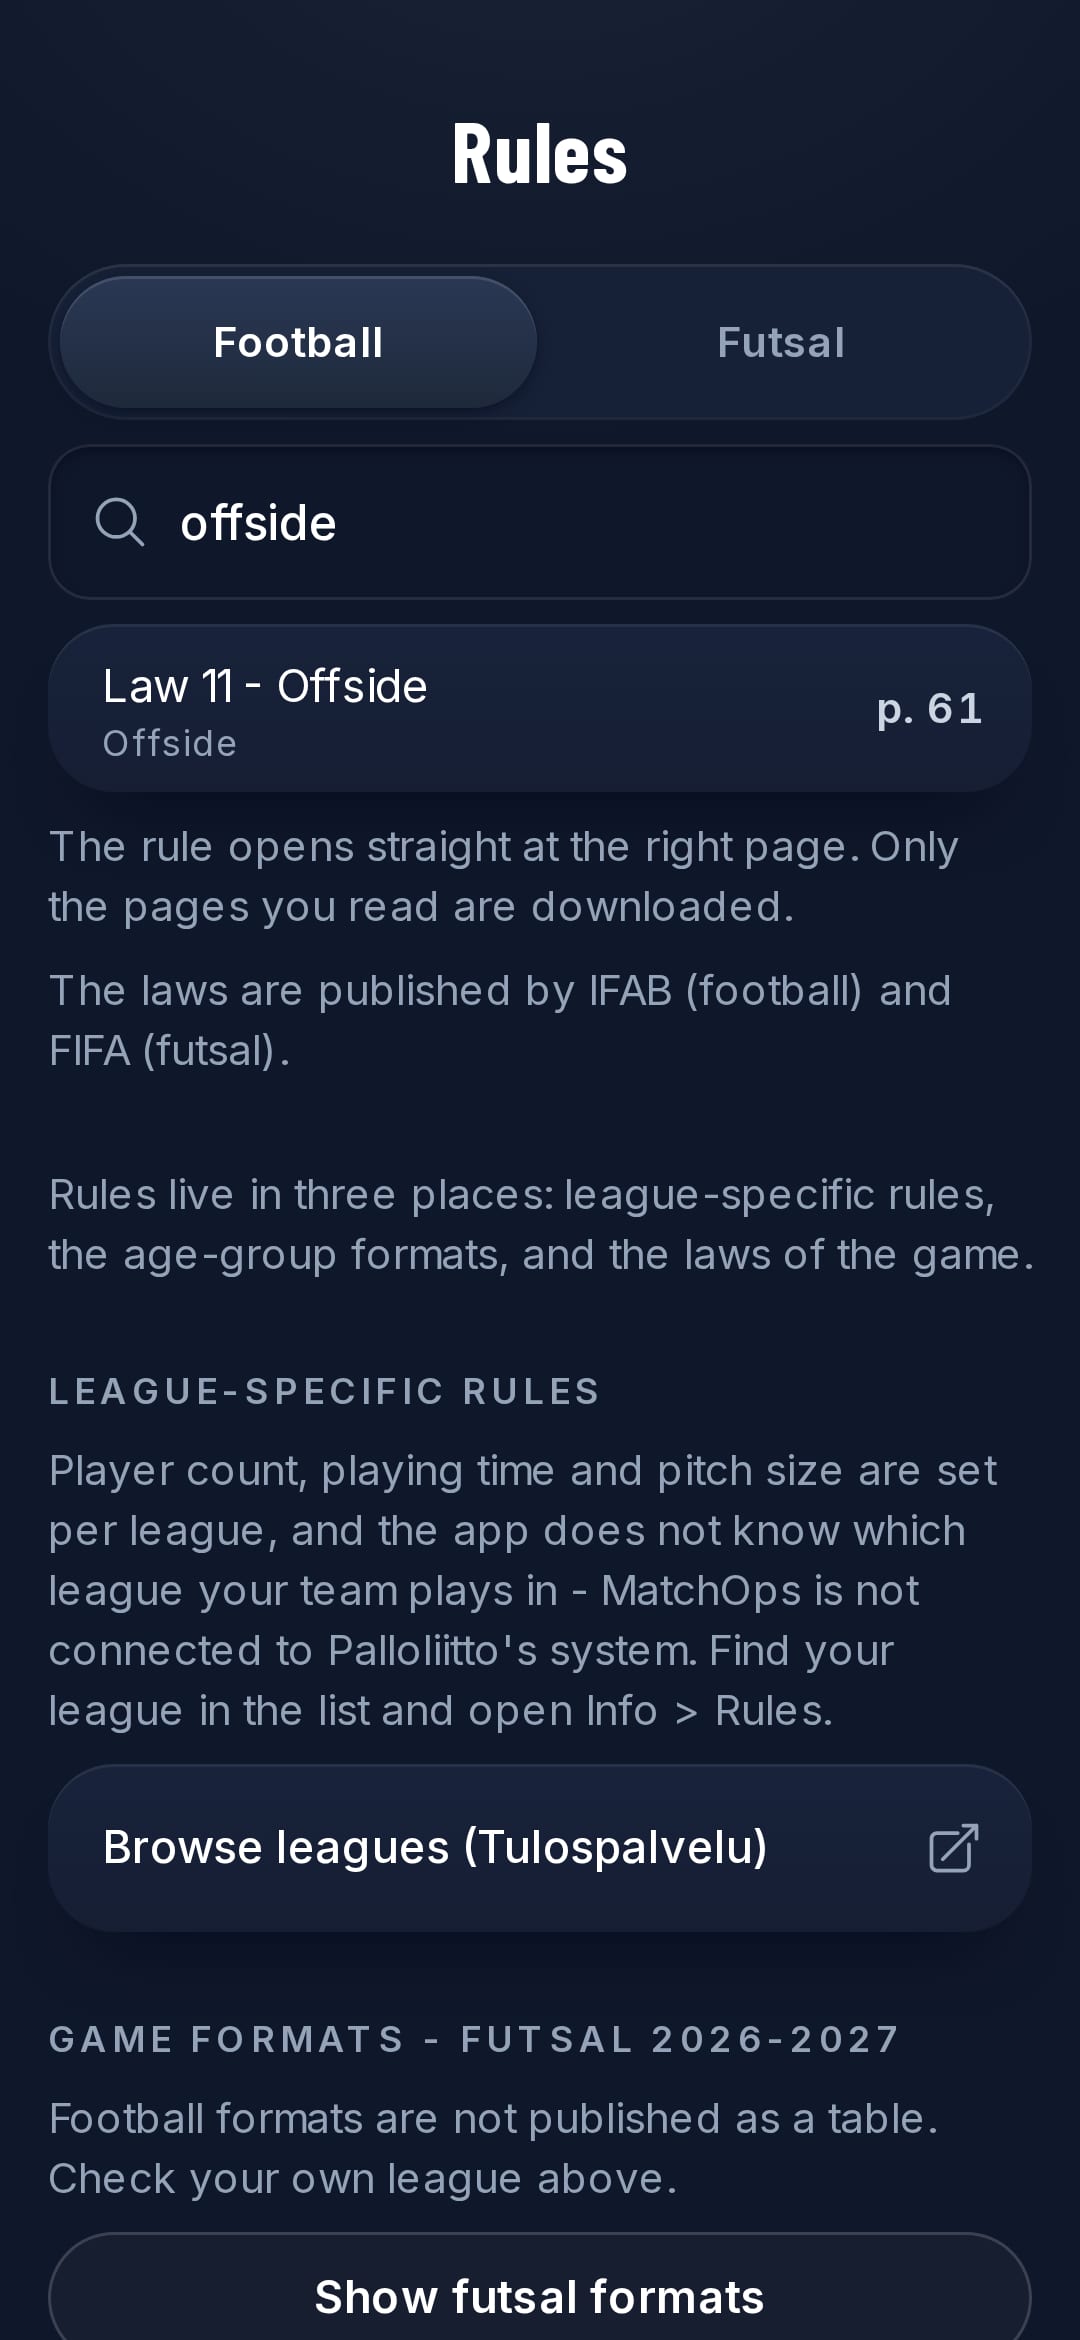 Rules
Football
Futsal
offside
Law 11 - Offside
Offside
p. 61
The rule opens straight at the right page. Only
the pages you read are downloaded.
The laws are published by IFAB (football) and
FIFA (futsal).
Rules live in three places: league-specific rules,
the age-group formats, and the laws of the game.
LEAGUE-SPECIFIC RULES
Player count, playing time and pitch size are set
per league, and the app does not know which
league your team plays in - MatchOps is not
connected to Palloliitto's system. Find your
league in the list and open Info > Rules.
Browse leagues (Tulospalvelu)
GAME FORMATS - FUTSAL 2026-2027
Football formats are not published as a table.
Check your own league above.
Show futsal formats